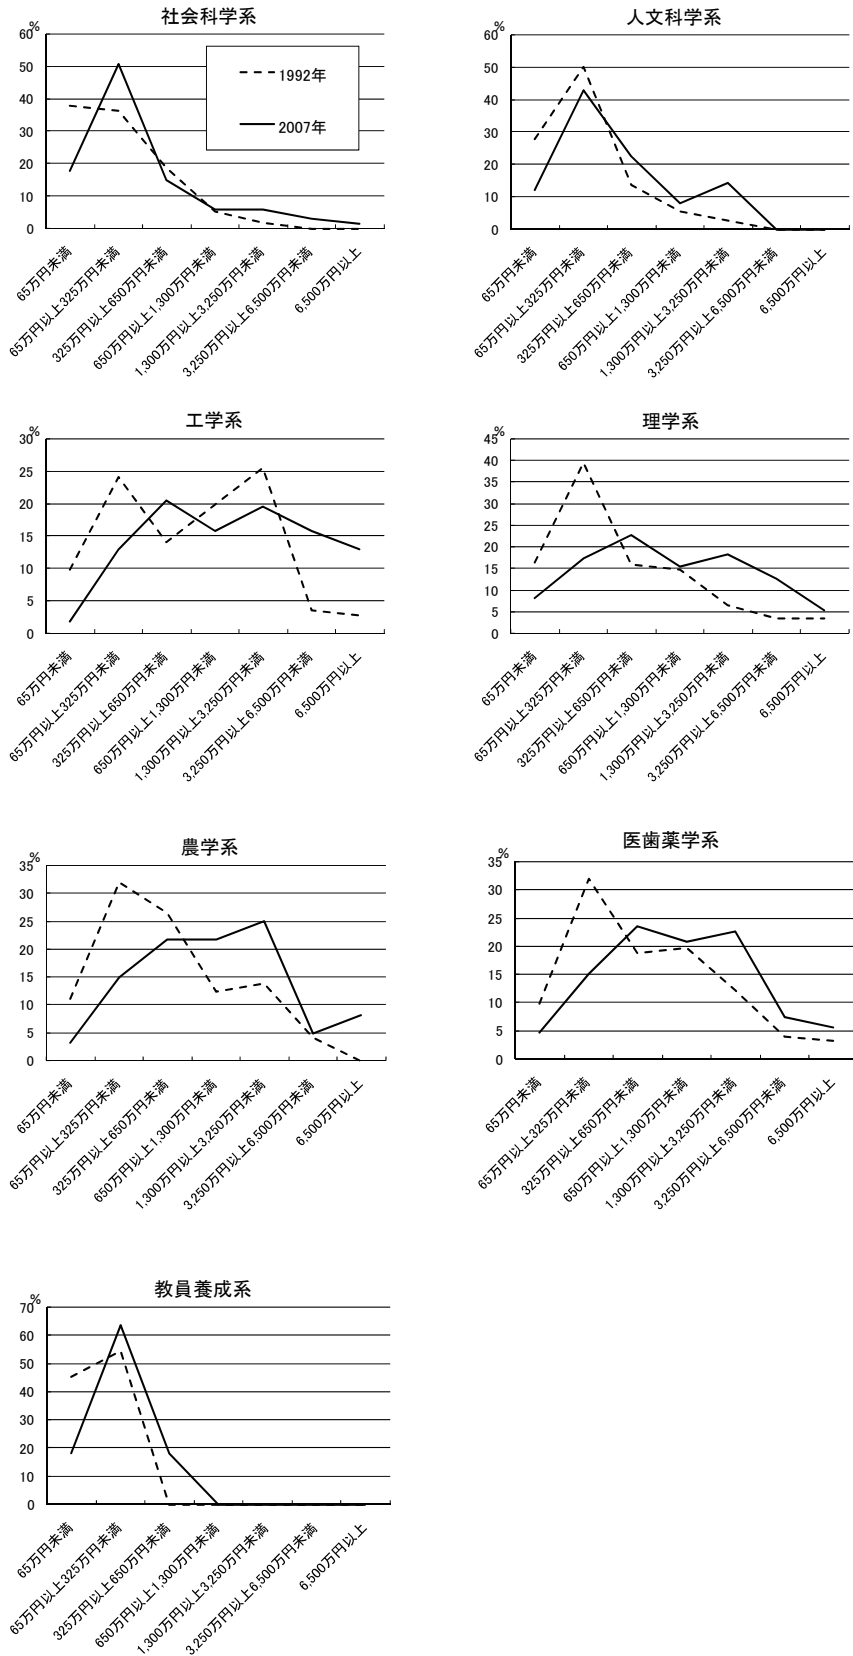 社会科学系
%
60
50
40
30
20
10
0
1992年
2007年
65万円未満
65万円以上325万円未満
325万円以上650万円未満
650万円以上1,300万円未満
1,300万円以上3,250万円未満
3,250万円以上6,500万円未満
6,500万円以上
人文科学系
%
60
50
40
30
20
10
0
65万円未満
65万円以上325万円未満
325万円以上650万円未満
650万円以上1,300万円未満
1,300万円以上3,250万円未満
3,250万円以上6,500万円未満
6,500万円以上
工学系
%
30
25
20
15
10
5
0
65万円未満
65万円以上325万円未満
325万円以上650万円未満
650万円以上1,300万円未満
1,300万円以上3,250万円未満
3,250万円以上6,500万円未満
6,500万円以上
理学系
%
45
40
35
30
25
20
15
10
5
0
65万円未満
65万円以上325万円未満
325万円以上650万円未満
650万円以上1,300万円未満
1,300万円以上3,250万円未満
3,250万円以上6,500万円未満
6,500万円以上
農学系
%
35
30
25
20
15
10
5
0
65万円未満
65万円以上325万円未満
325万円以上650万円未満
650万円以上1,300万円未満
1,300万円以上3,250万円未満
3,250万円以上6,500万円未満
6,500万円以上
医歯薬学系
%
35
30
25
20
15
10
5
0
65万円未満
65万円以上325万円未満
325万円以上650万円未満
650万円以上1,300万円未満
1,300万円以上3,250万円未満
3,250万円以上6,500万円未満
6,500万円以上
教員養成系
%
70
60
50
40
30
20
10
0
65万円未満
65万円以上325万円未満
325万円以上650万円未満
650万円以上1,300万円未満
1,300万円以上3,250万円未満
3,250万円以上6,500万円未満
6,500万円以上